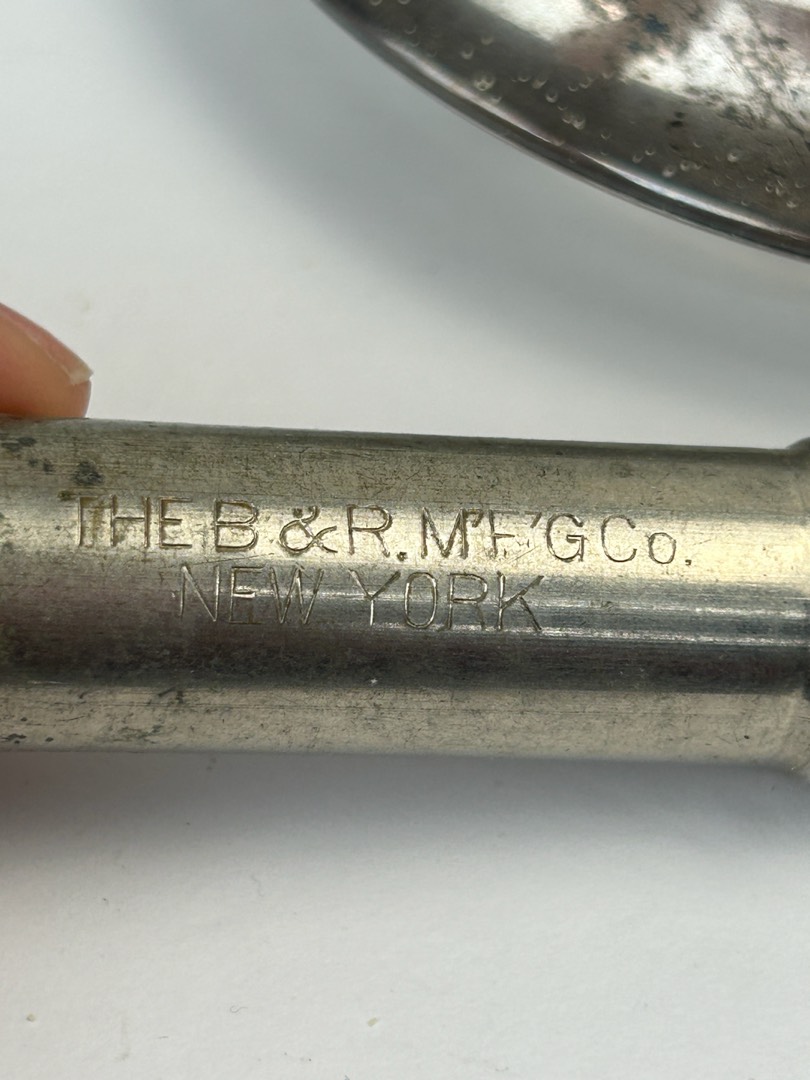 THE B & R. M'F'G Co.
NEW YORK